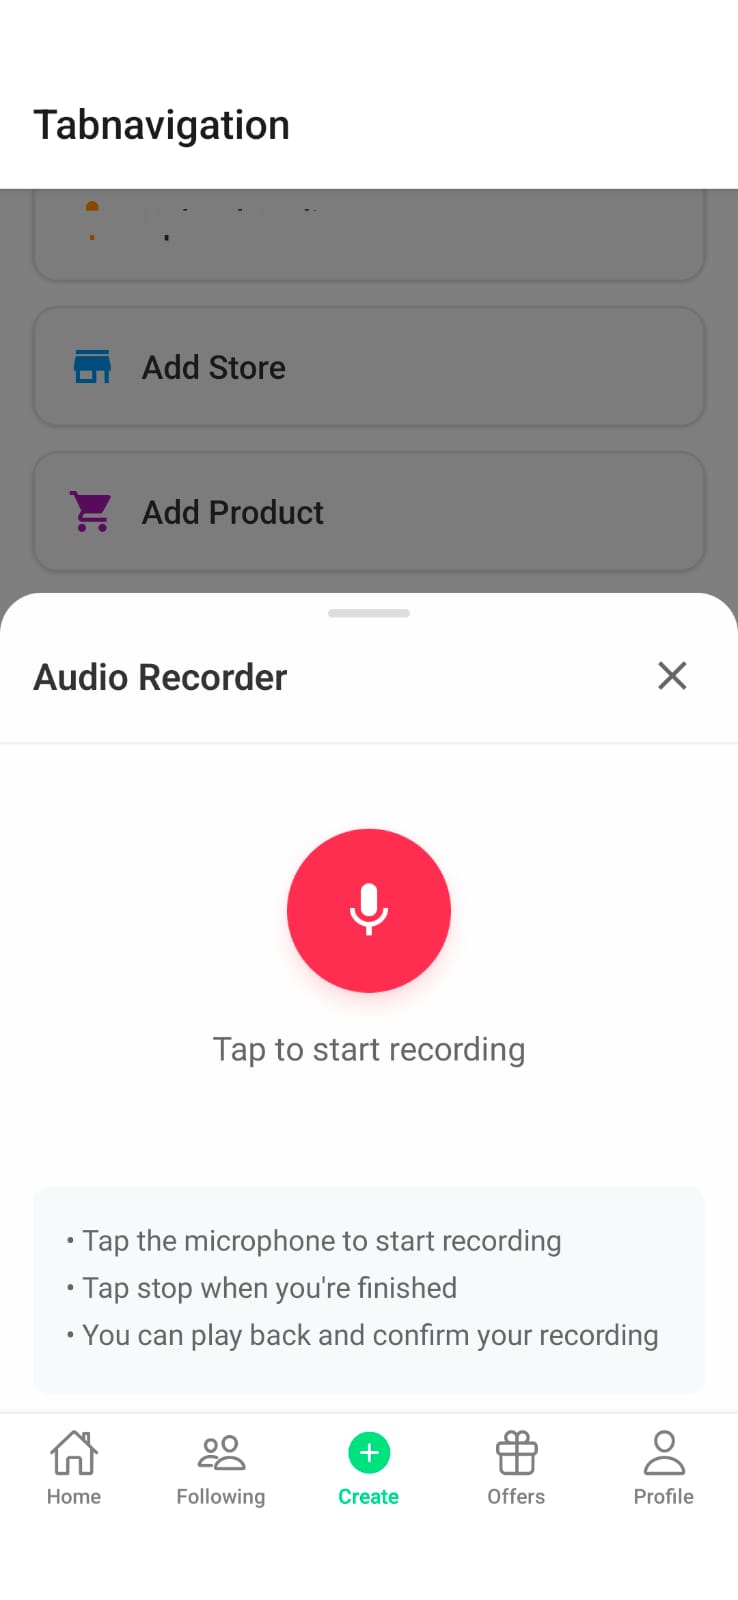 Tabnavigation
Add Store
Add Product
Audio Recorder
Tap to start recording
• Tap the microphone to start recording
• Tap stop when you're finished
• You can play back and confirm your recording
Home
Following
Create
Offers
Profile